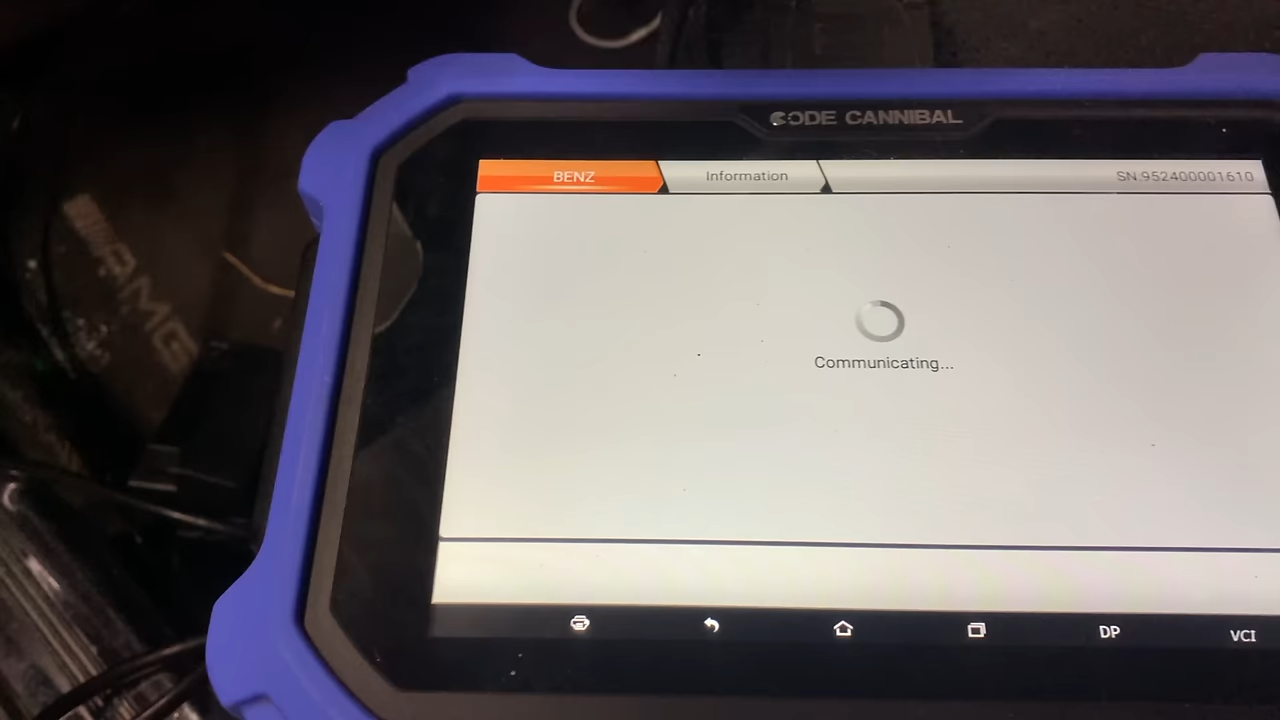 CODE CANNIBAL
BENZ
Information
SN:952400001610
Communicating...
AMG
DP
VCI